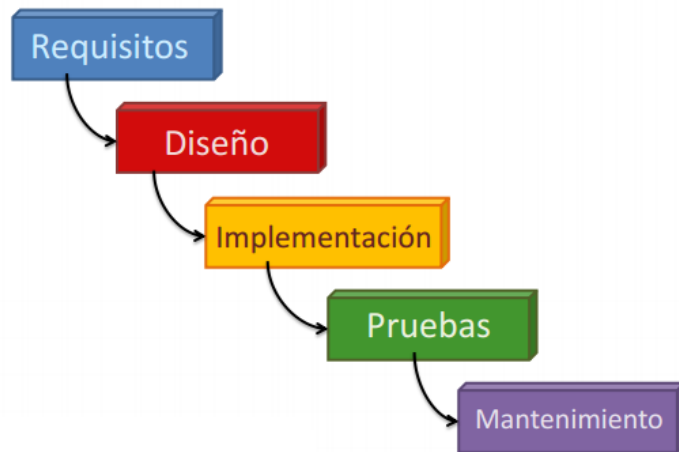 Requisitos
Diseño
Implementación
Pruebas
Mantenimiento